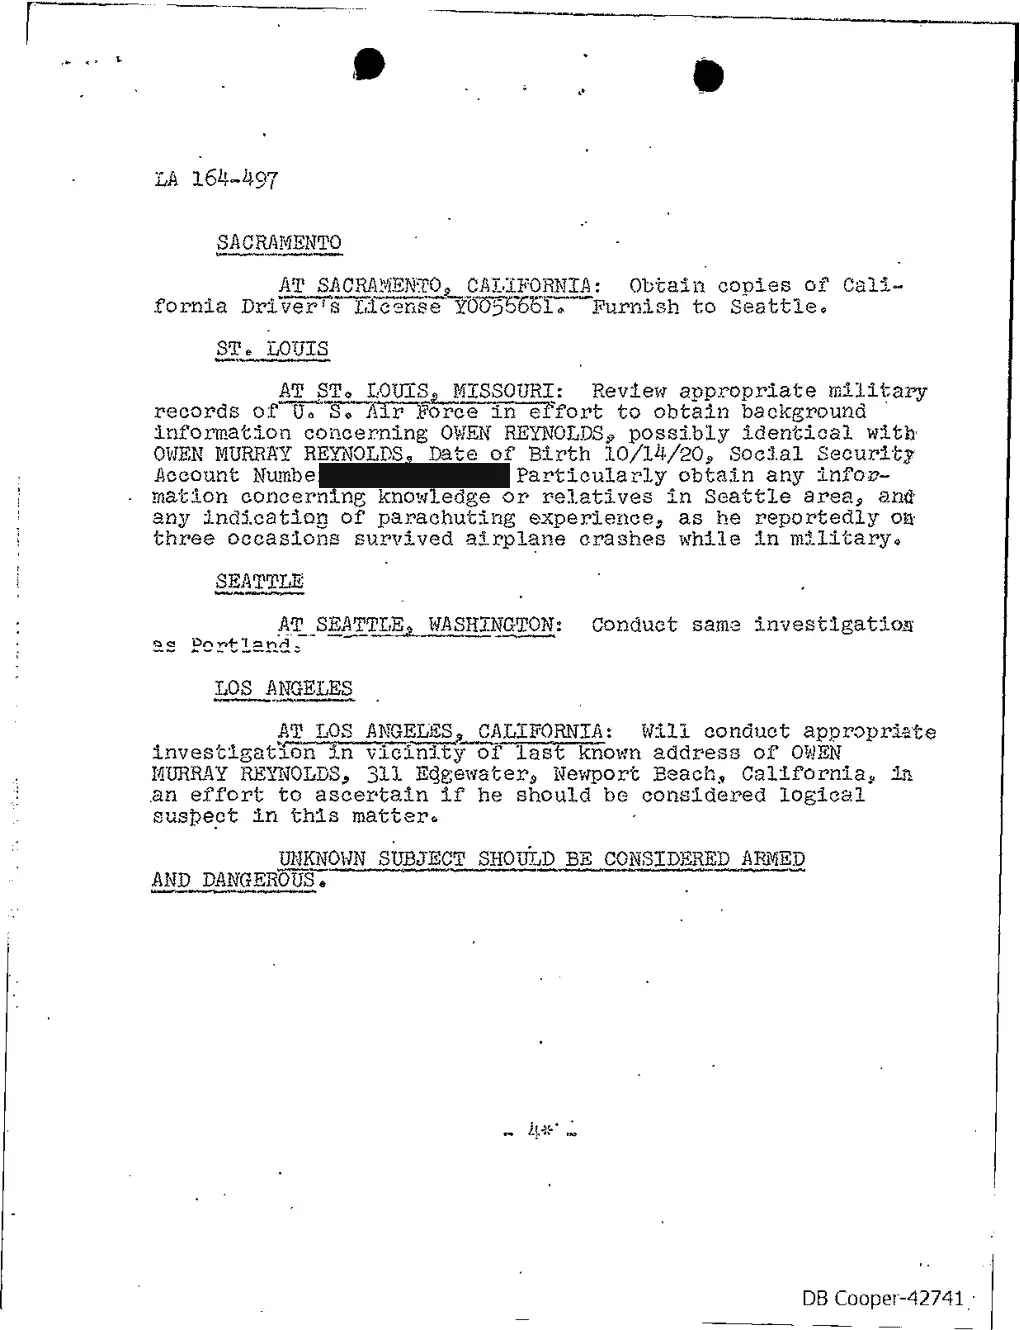 LA 164-497
SACRAMENTO
AT SACRAMENTO, CALIFORNIA: Obtain copies of Cali-
fornia Driver's License Y0056661. Furnish to Seattle.
ST. LOUIS
AT ST. LOUIS, MISSOURI: Review appropriate military
records of U. S. Air Force in effort to obtain background
information concerning OWEN REYNOLDS, possibly identical with
OWEN MURRAY REYNOLDS, Date of Birth 10/14/20, Social Security
Account Numbe Particularly obtain any infor-
mation concerning knowledge or relatives in Seattle area, and
any indication of parachuting experience, as he reportedly on
three occasions survived airplane crashes while in military.
SEATTLE
AT SEATTLE, WASHINGTON: Conduct same investigation
as Portland.
LOS ANGELES
AT LOS ANGELES, CALIFORNIA: Will conduct appropriate
investigation in vicinity of last known address of OWEN
MURRAY REYNOLDS, 311 Edgewater, Newport Beach, California, in
an effort to ascertain if he should be considered logical
suspect in this matter.
UNKNOWN SUBJECT SHOULD BE CONSIDERED ARMED
AND DANGEROUS.
- 4* -
DB Cooper-42741